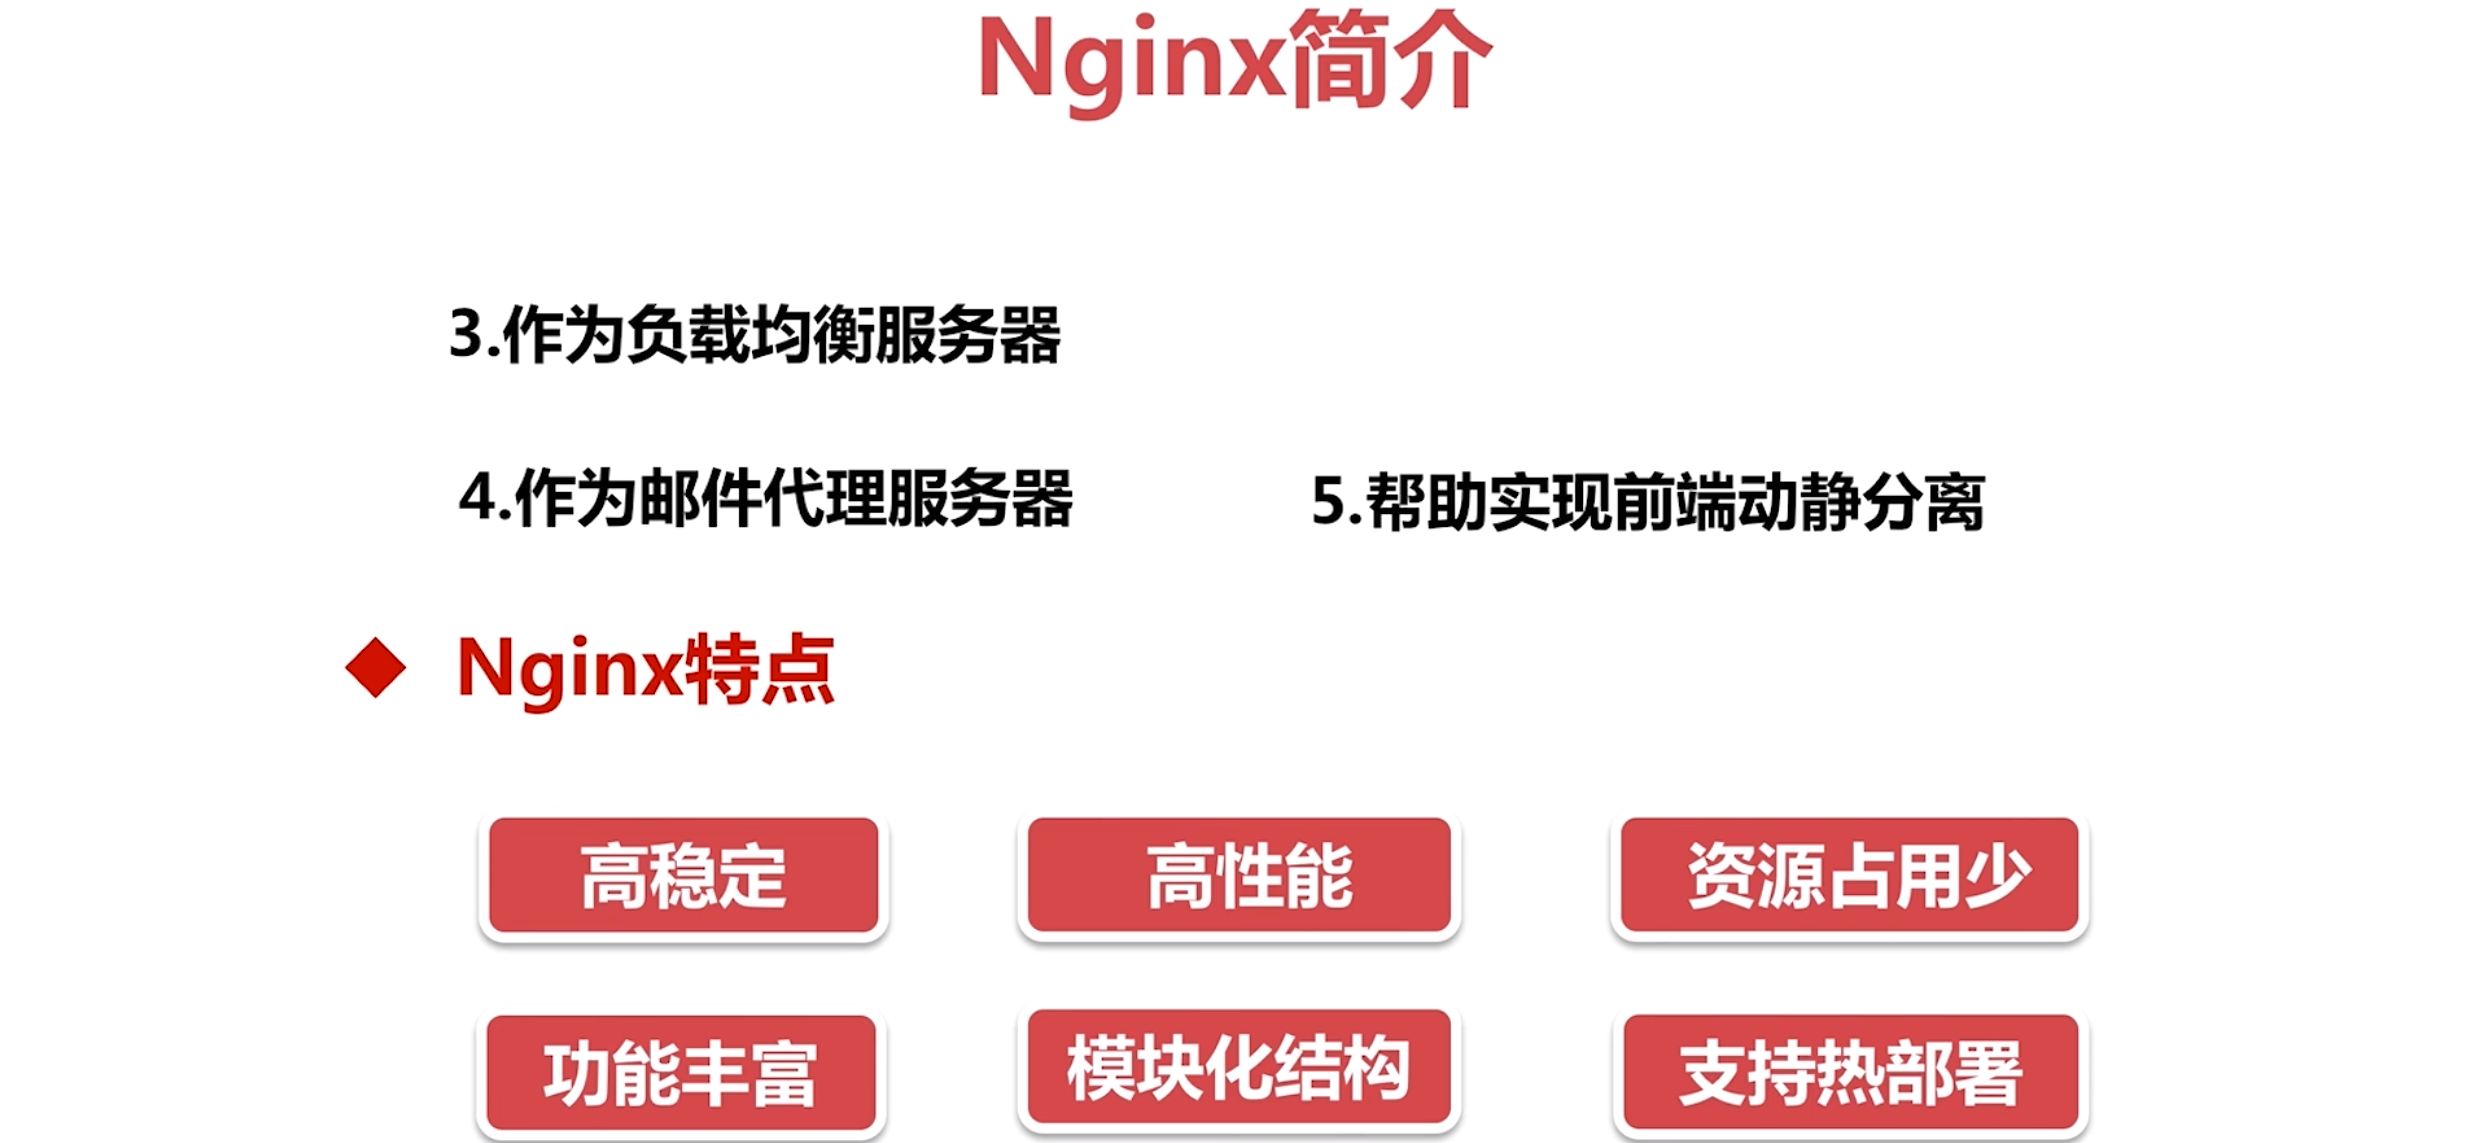 Nginx简介
3.作为负载均衡服务器
4.作为邮件代理服务器
5.帮助实现前端动静分离
Nginx特点
高稳定
高性能
资源占用少
功能丰富
模块化结构
支持热部署